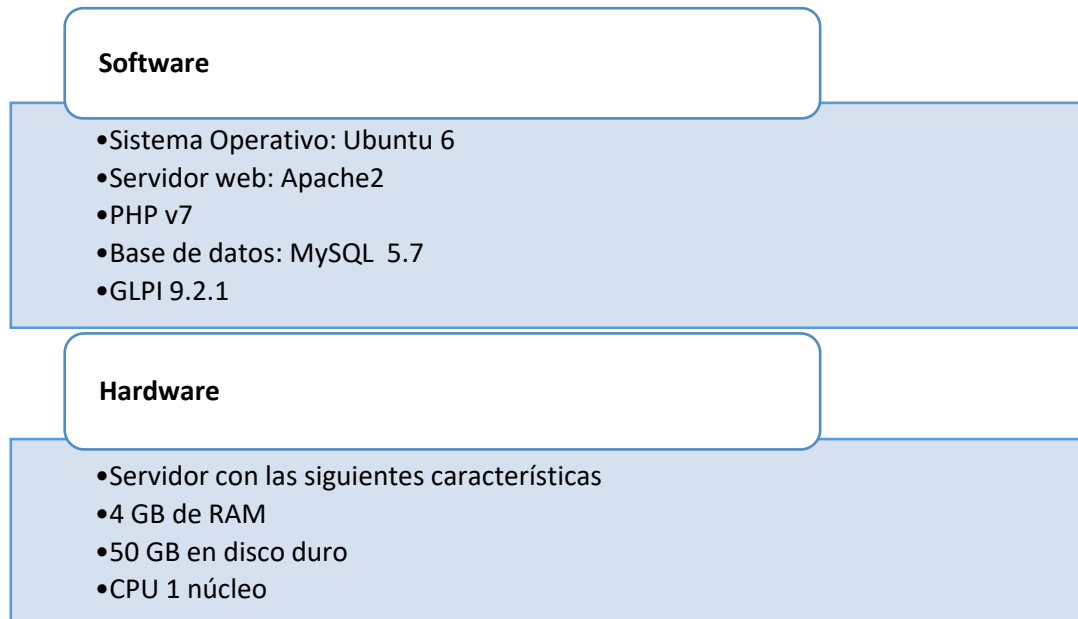 Software
•Sistema Operativo: Ubuntu 6
•Servidor web: Apache2
•PHP v7
•Base de datos: MySQL  5.7
•GLPI 9.2.1
Hardware
•Servidor con las siguientes característícas
•4 GB de RAM
•50 GB en disco duro
•CPU 1 núcleo